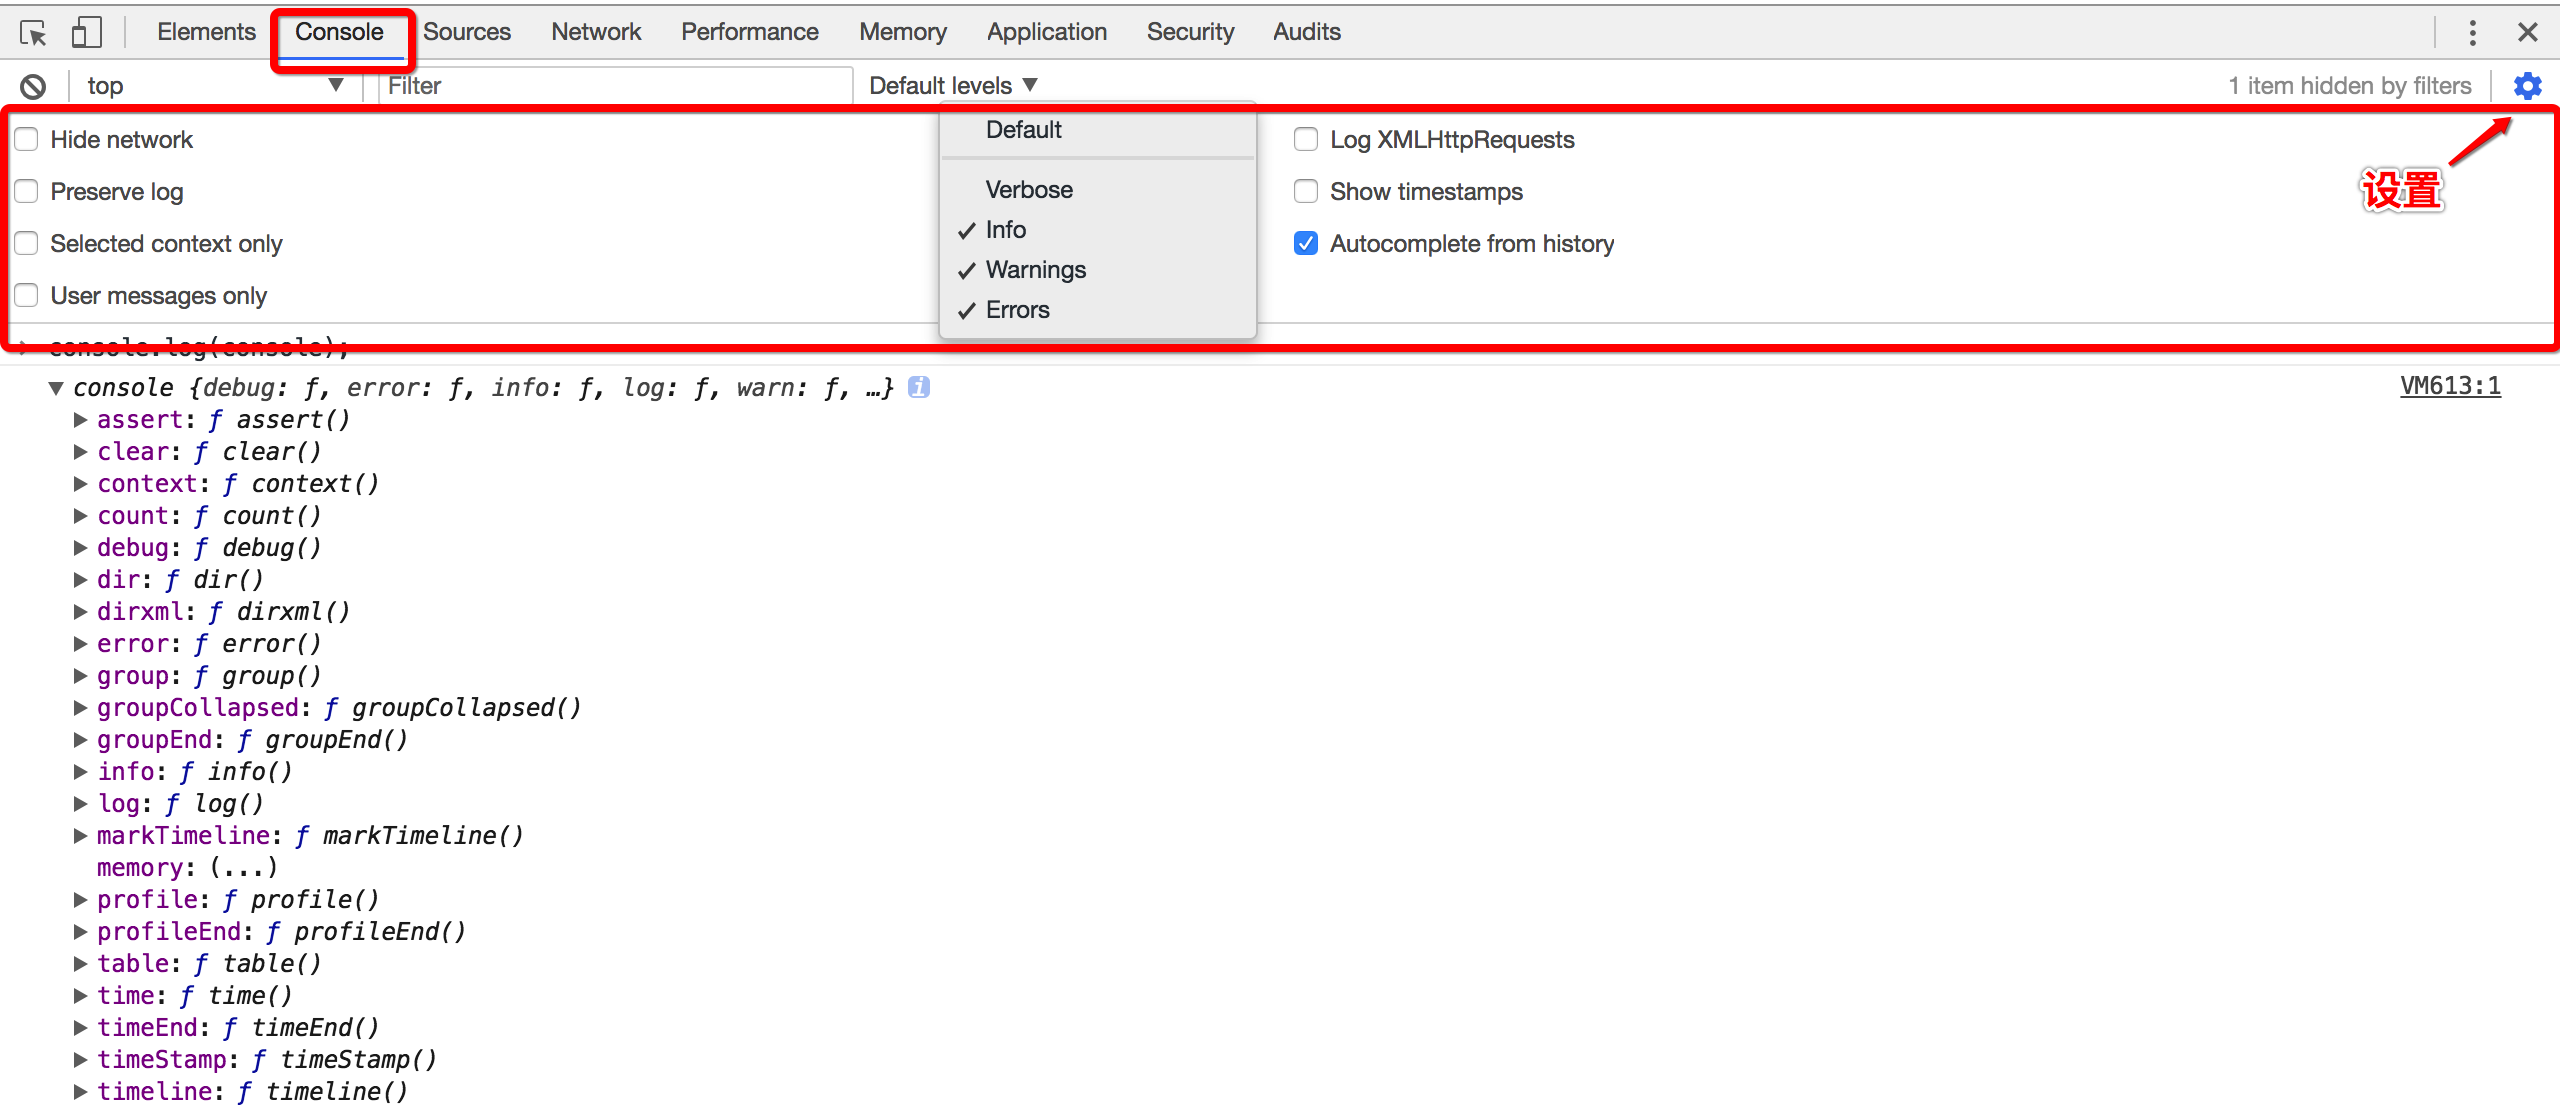 Elements Console Sources Network Performance Memory Application Security Audits
top Filter Default levels 1 item hidden by filters
Hide network Default Log XMLHttpRequests
Preserve log Verbose Show timestamps 设置
Selected context only Info Autocomplete from history
Warnings
User messages only Errors
console.log(console);
console {debug: ƒ, error: ƒ, info: ƒ, log: ƒ, warn: ƒ, …} i VM613:1
assert: ƒ assert()
clear: ƒ clear()
context: ƒ context()
count: ƒ count()
debug: ƒ debug()
dir: ƒ dir()
dirxml: ƒ dirxml()
error: ƒ error()
group: ƒ group()
groupCollapsed: ƒ groupCollapsed()
groupEnd: ƒ groupEnd()
info: ƒ info()
log: ƒ log()
markTimeline: ƒ markTimeline()
memory: (...)
profile: ƒ profile()
profileEnd: ƒ profileEnd()
table: ƒ table()
time: ƒ time()
timeEnd: ƒ timeEnd()
timeStamp: ƒ timeStamp()
timeline: ƒ timeline()